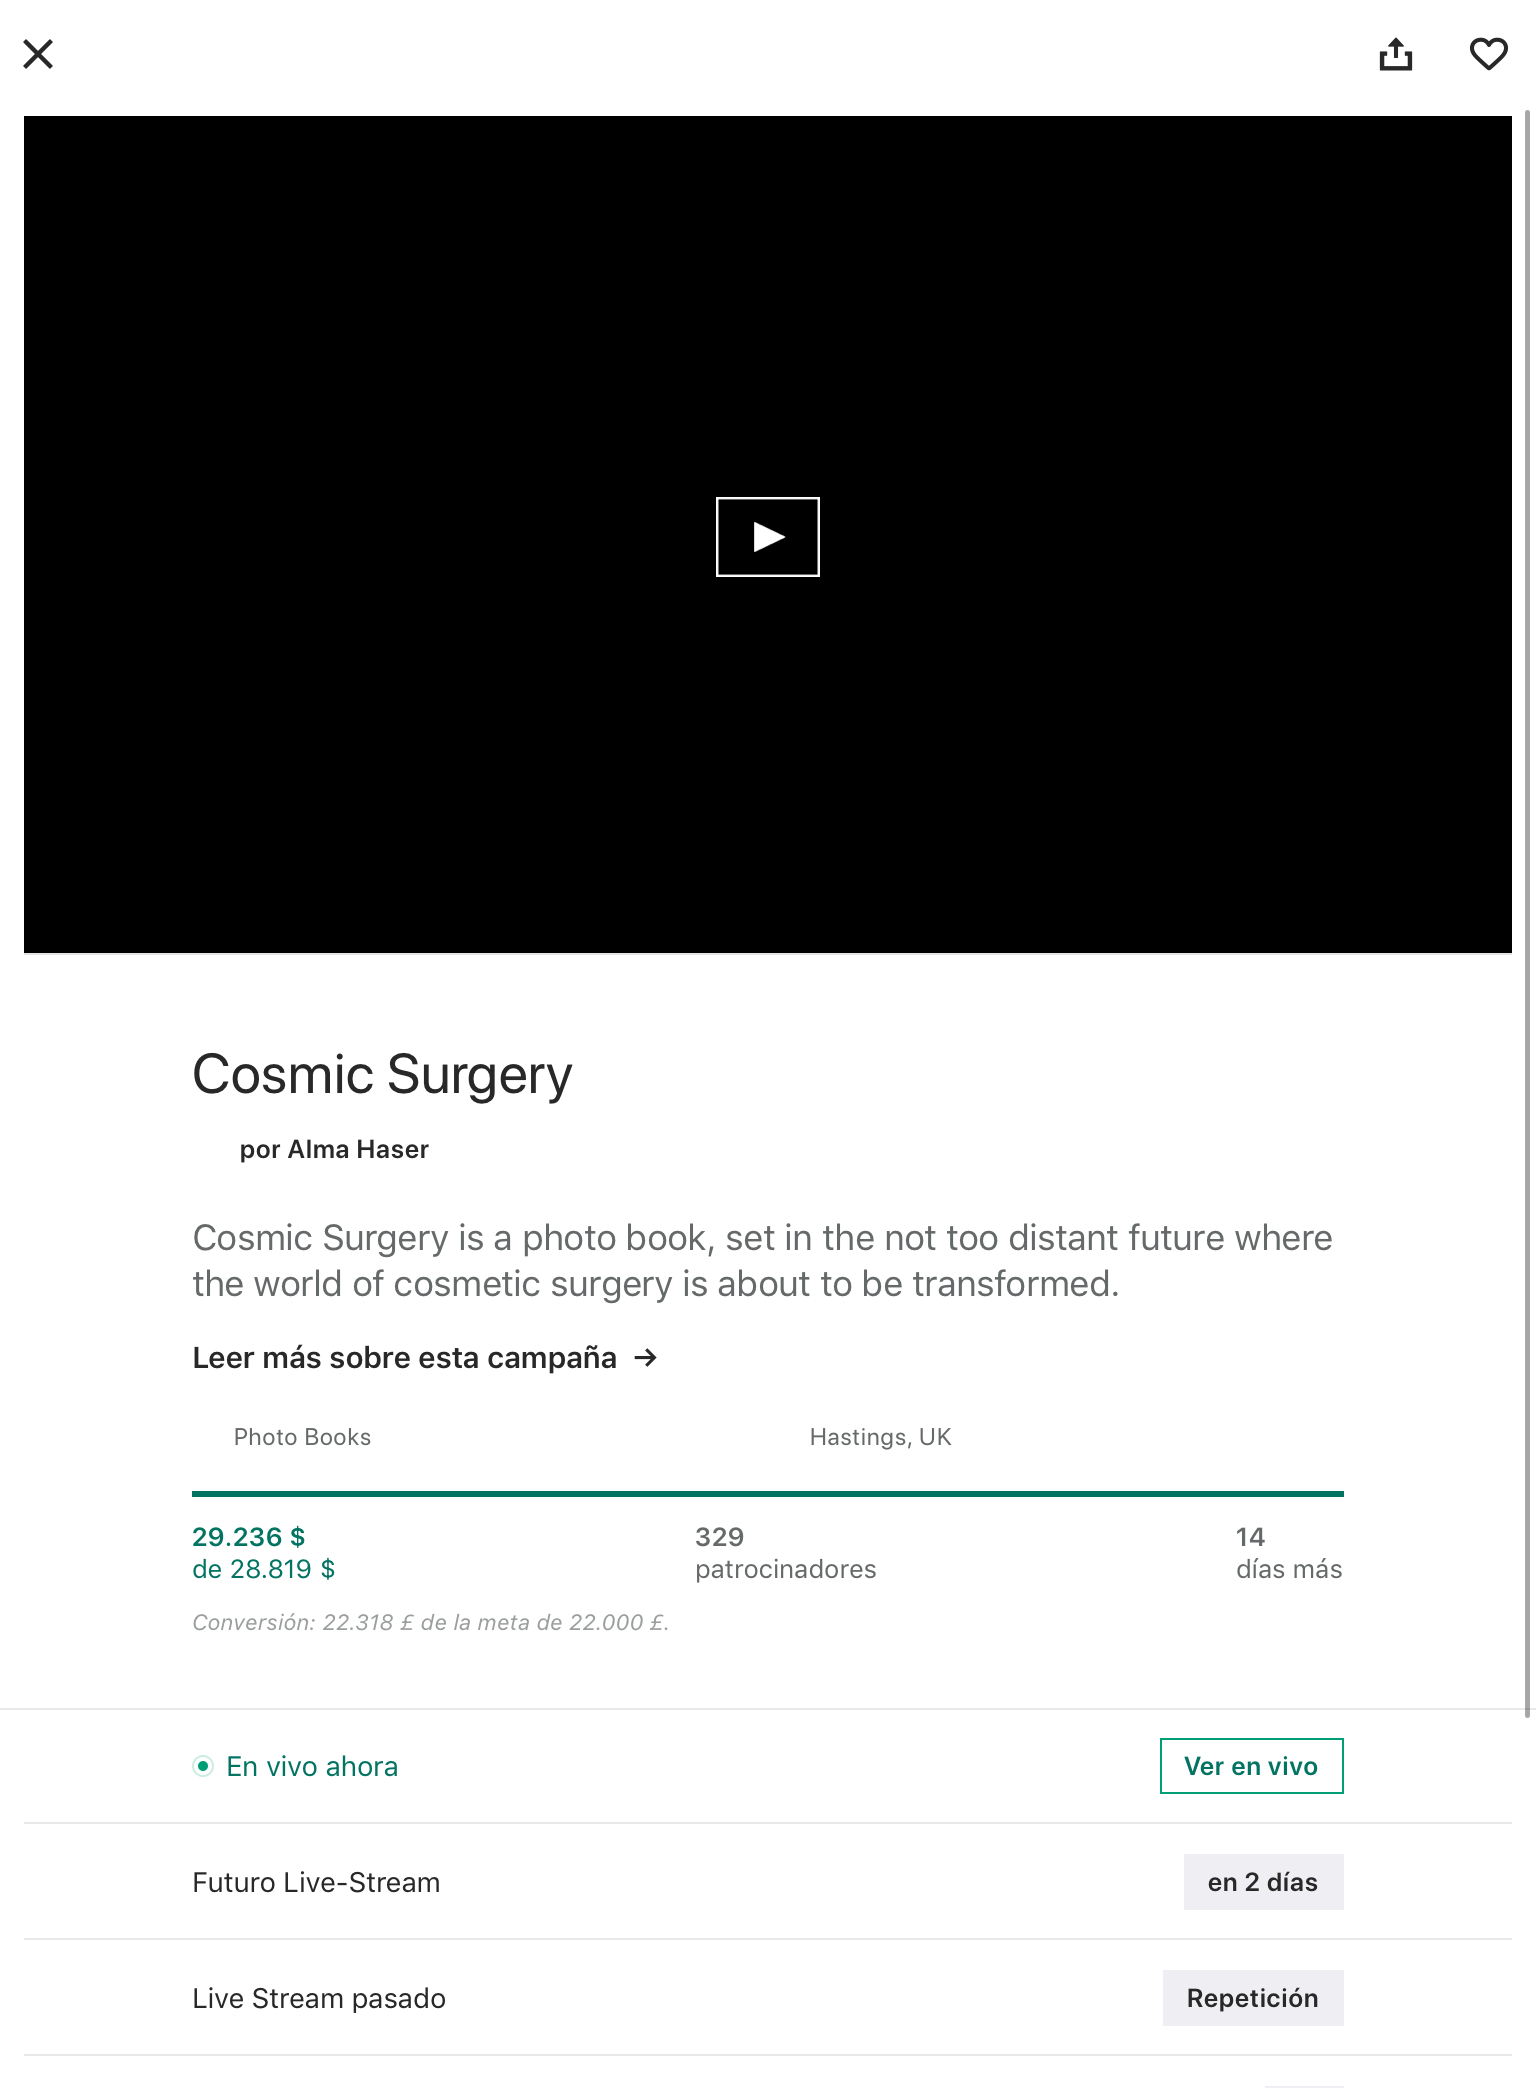 Cosmic Surgery
por Alma Haser
Cosmic Surgery is a photo book, set in the not too distant future where
the world of cosmetic surgery is about to be transformed.
Leer más sobre esta campaña →
Photo Books
Hastings, UK
29.236 $
de 28.819 $
329
patrocinadores
14
días más
Conversión: 22.318 £ de la meta de 22.000 £.
En vivo ahora
Ver en vivo
Futuro Live-Stream
en 2 días
Live Stream pasado
Repetición